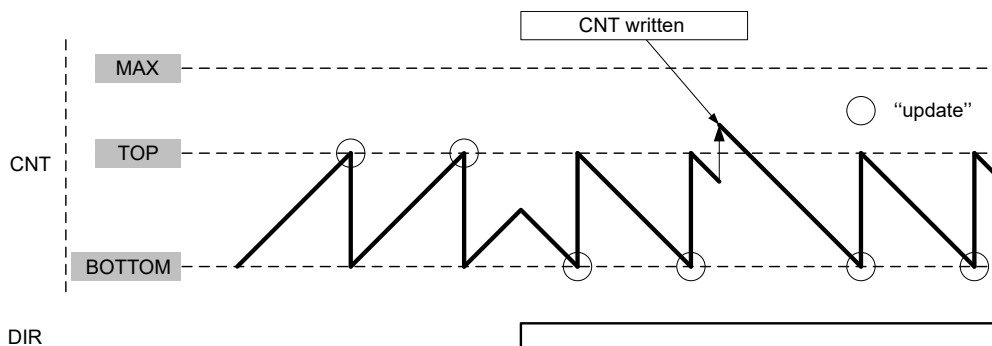 CNT written
MAX
“update”
TOP
CNT
BOTTOM
DIR